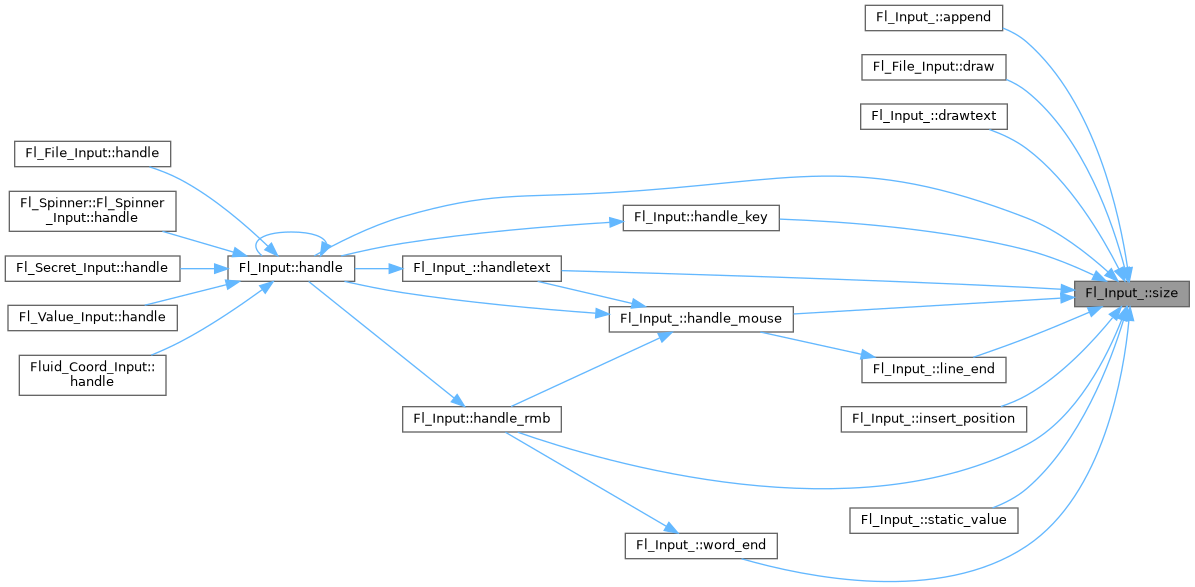 Fl_Input_::append
Fl_File_Input::draw
Fl_Input_::drawtext
Fl_File_Input::handle
Fl_Spinner::Fl_Spinner
_Input::handle
Fl_Input::handle_key
Fl_Secret_Input::handle
Fl_Input::handle
Fl_Input_::handletext
Fl_Input_::size
Fl_Value_Input::handle
Fl_Input_::handle_mouse
Fluid_Coord_Input::
handle
Fl_Input_::line_end
Fl_Input::handle_rmb
Fl_Input_::insert_position
Fl_Input_::static_value
Fl_Input_::word_end